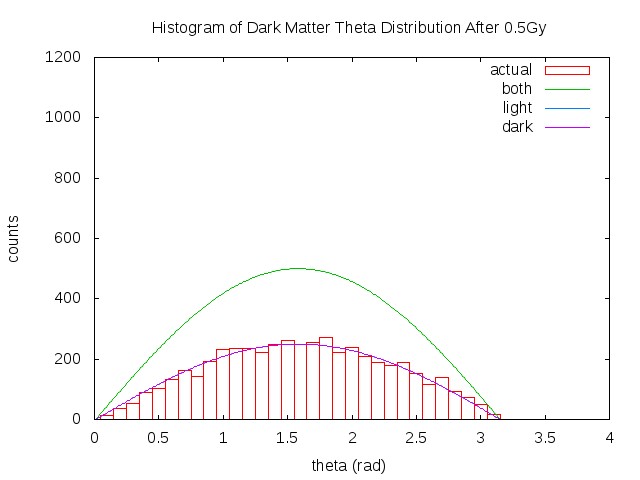 Histogram of Dark Matter Theta Distribution After 0.5Gy
1200
1000
800
600
400
200
0
counts
actual
both
light
dark
0 0.5 1 1.5 2 2.5 3 3.5 4
theta (rad)